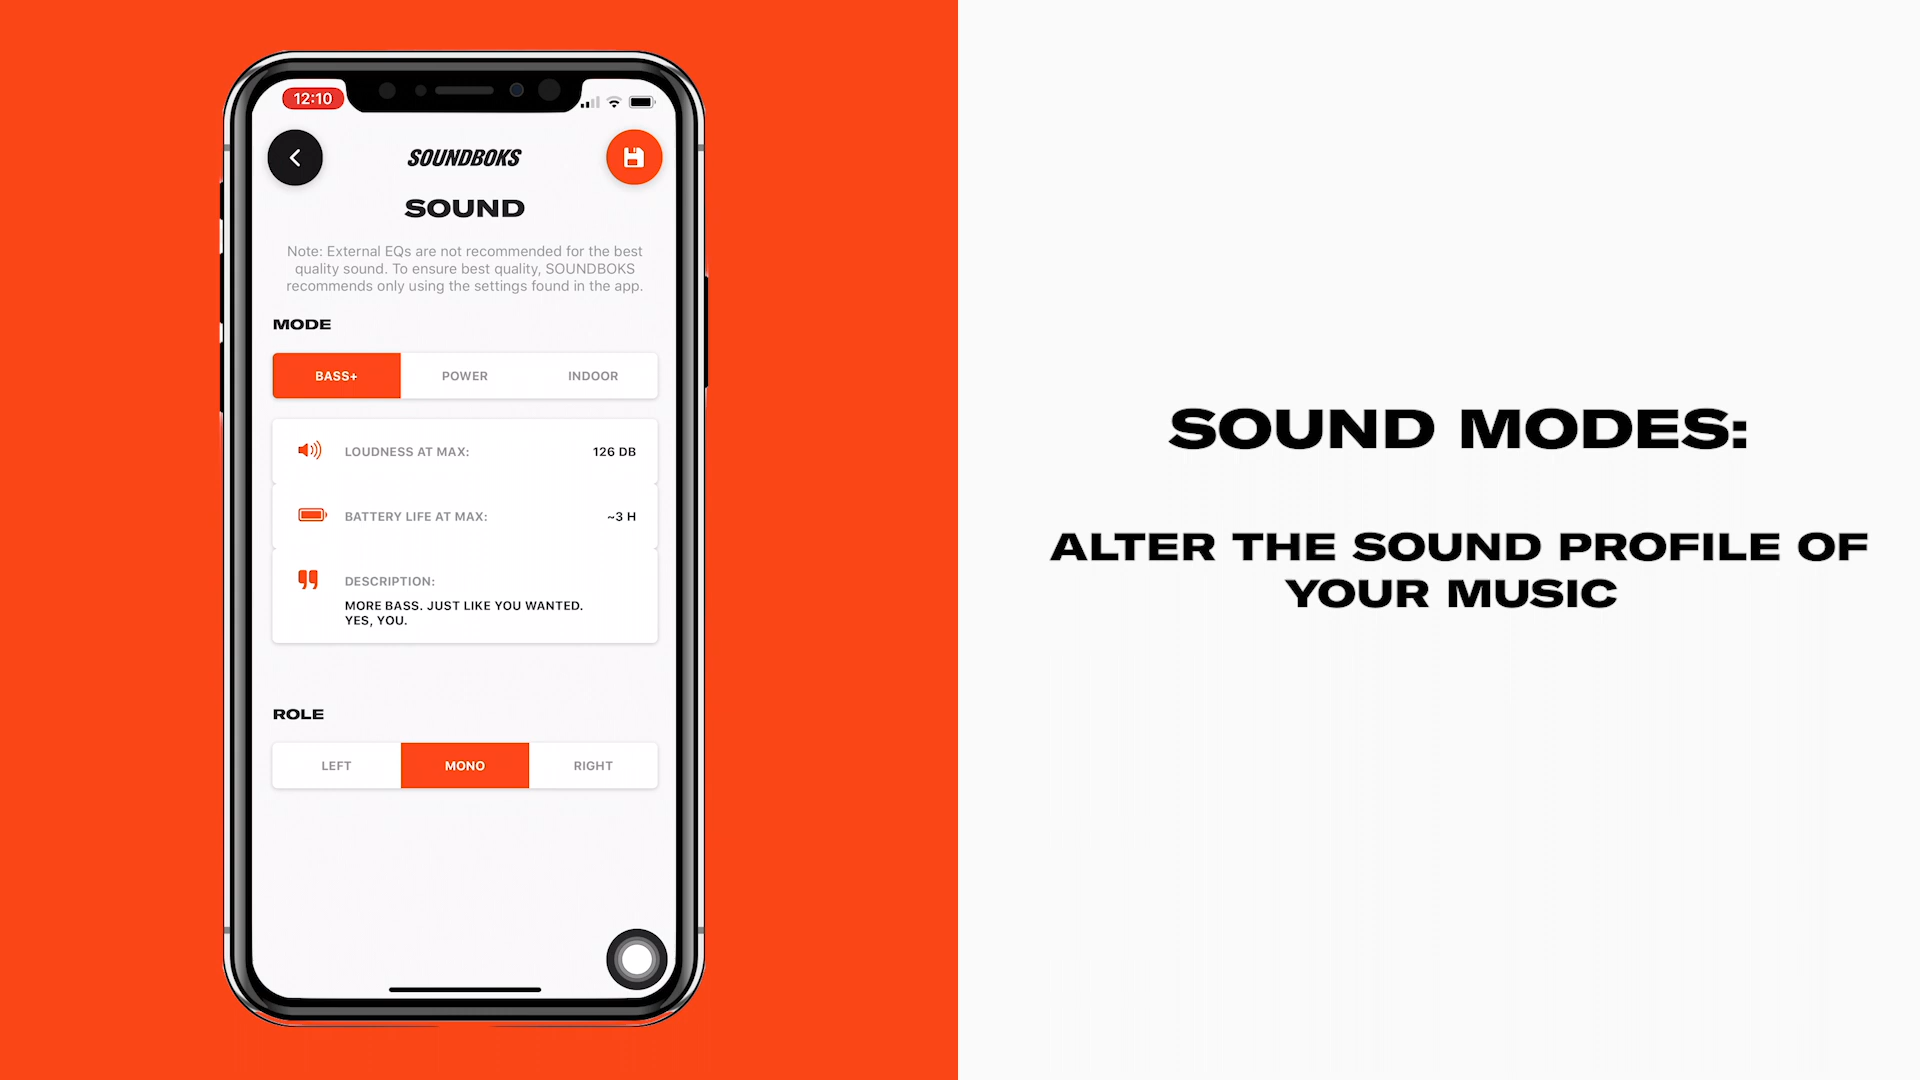 12:10
SOUNDBOKS
SOUND
Note: External EQs are not recommended for the best
quality sound. To ensure best quality, SOUNDBOKS
recommends only using the settings found in the app.
MODE
BASS+ POWER INDOOR
LOUDNESS AT MAX: 126 DB
BATTERY LIFE AT MAX: ~3 H
DESCRIPTION:
MORE BASS. JUST LIKE YOU WANTED.
YES, YOU.
ROLE
LEFT MONO RIGHT
SOUND MODES:
ALTER THE SOUND PROFILE OF
YOUR MUSIC